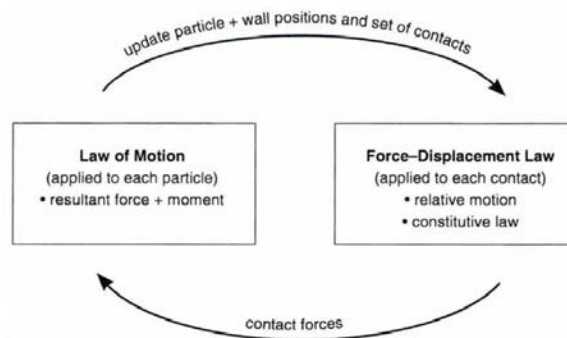 update particle + wall positions and set of contacts
Law of Motion
(applied to each particle)
• resultant force + moment
Force–Displacement Law
(applied to each contact)
• relative motion
• constitutive law
contact forces